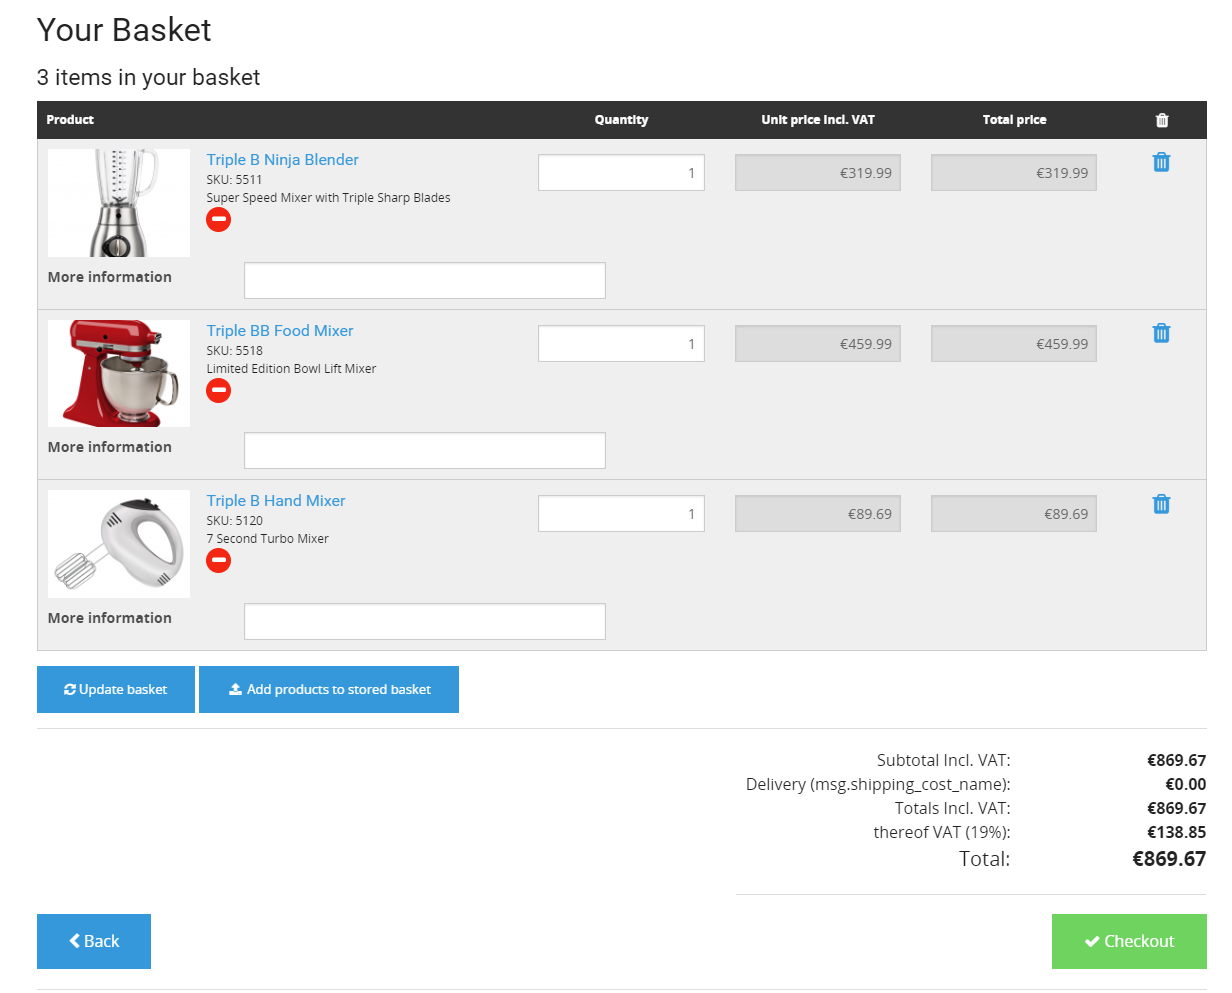 Your Basket
3 items in your basket
Product Quantity Unit price Incl. VAT Total price
Triple B Ninja Blender 1 €319.99 €319.99
SKU: 5511
Super Speed Mixer with Triple Sharp Blades
More information
Triple BB Food Mixer 1 €459.99 €459.99
SKU: 5518
Limited Edition Bowl Lift Mixer
More information
Triple B Hand Mixer 1 €89.69 €89.69
SKU: 5120
7 Second Turbo Mixer
More information
Update basket Add products to stored basket
Subtotal Incl. VAT: €869.67
Delivery (msg.shipping_cost_name): €0.00
Totals Incl. VAT: €869.67
thereof VAT (19%): €138.85
Total: €869.67
Back Checkout